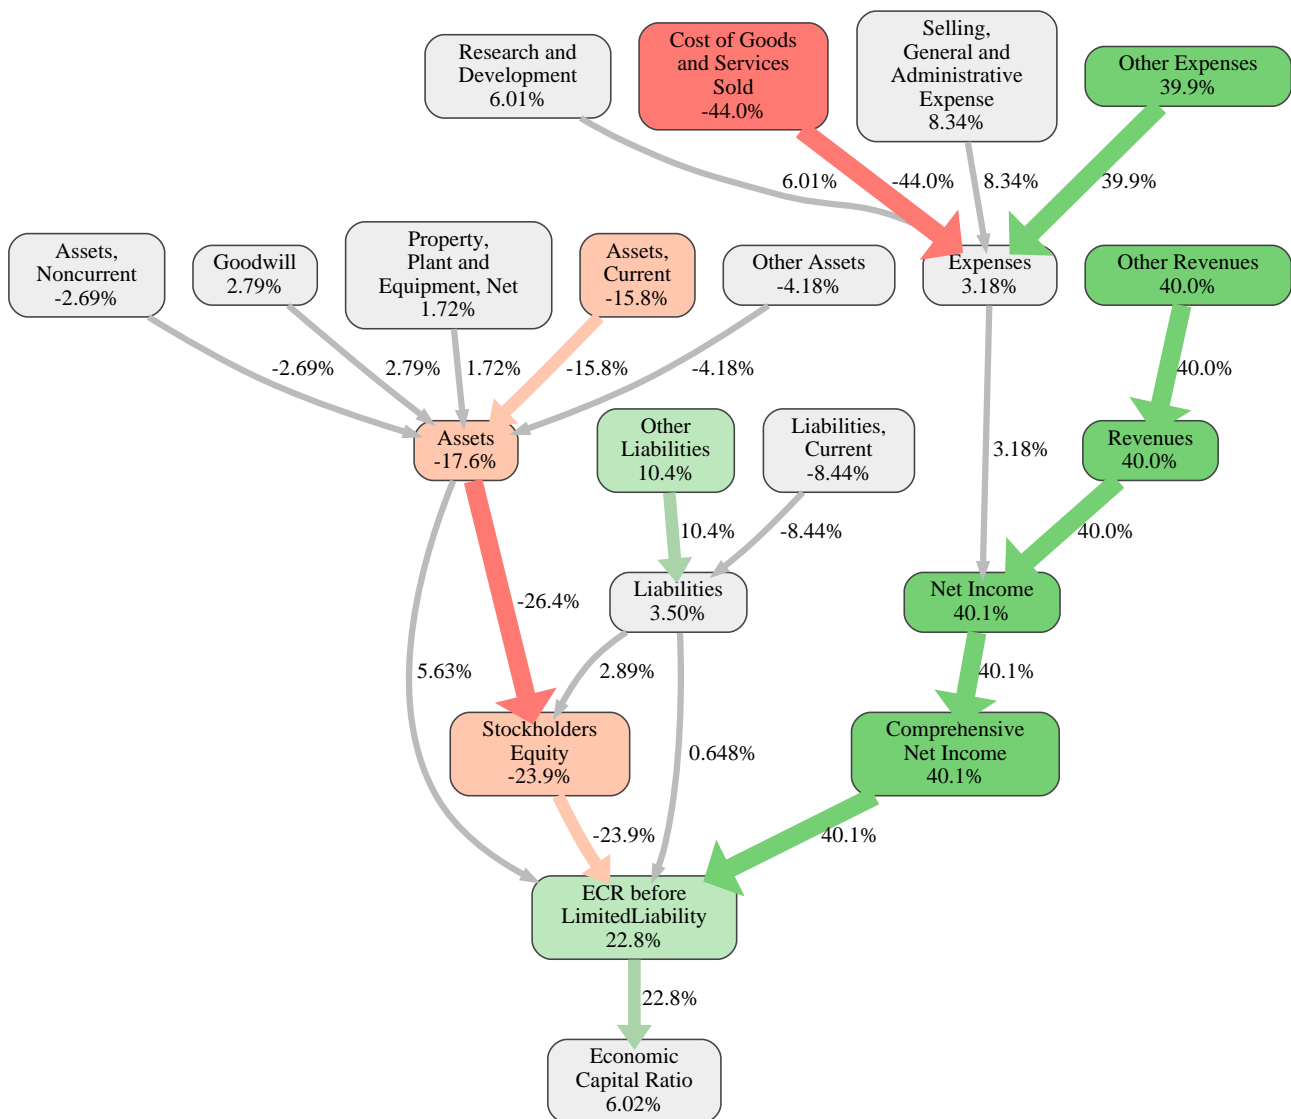 Research and
Development
6.01%
Cost of Goods
and Services
Sold
-44.0%
Selling,
General and
Administrative
Expense
8.34%
Other Expenses
39.9%
6.01%
-44.0%
8.34%
39.9%
Assets,
Noncurrent
-2.69%
Goodwill
2.79%
Property,
Plant and
Equipment, Net
1.72%
Assets,
Current
-15.8%
Other Assets
-4.18%
Expenses
3.18%
Other Revenues
40.0%
-2.69%
2.79%
1.72%
-15.8%
-4.18%
40.0%
Assets
-17.6%
Other
Liabilities
10.4%
Liabilities,
Current
-8.44%
3.18%
Revenues
40.0%
10.4%
-8.44%
40.0%
-26.4%
Liabilities
3.50%
Net Income
40.1%
5.63%
2.89%
40.1%
Stockholders
Equity
-23.9%
0.648%
Comprehensive
Net Income
40.1%
-23.9%
40.1%
ECR before
LimitedLiability
22.8%
22.8%
Economic
Capital Ratio
6.02%